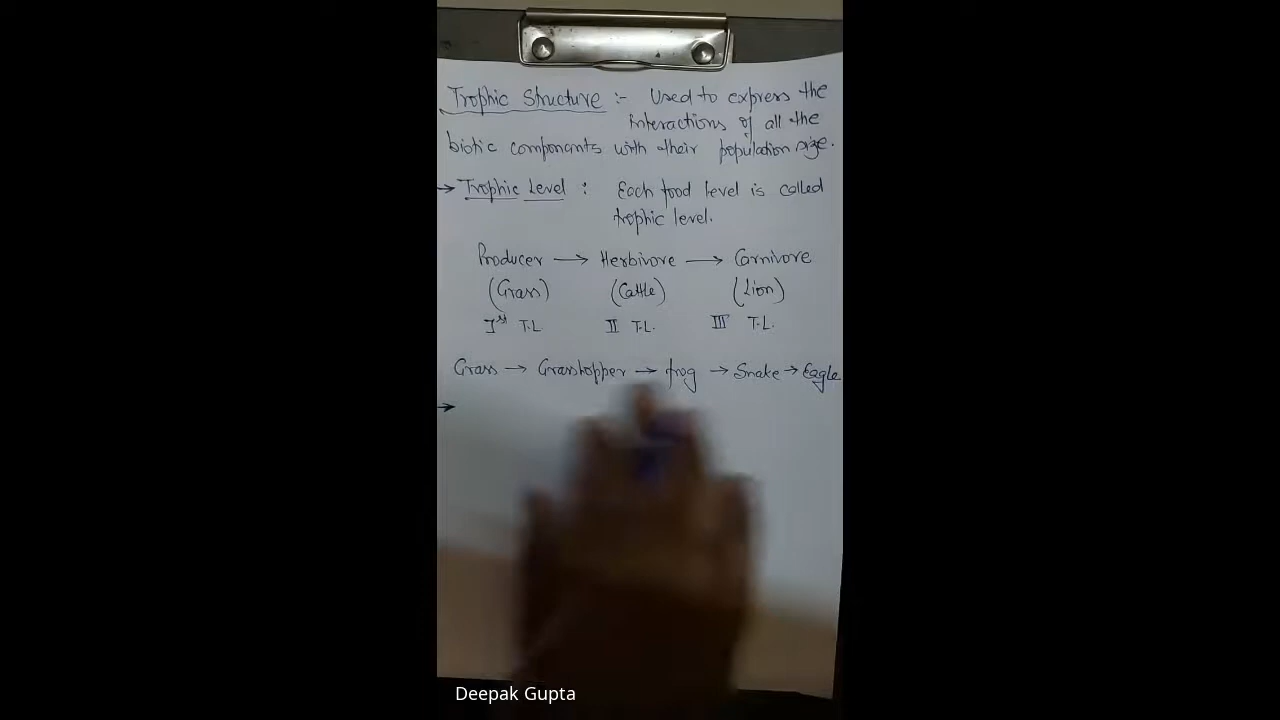 Trophic Structure :- Used to express the
interactions of all the
biotic components with their population size.
→ Trophic Level : Each food level is called
trophic level.
Producer → Herbivore → Carnivore
(Grass) (Cattle) (Lion)
Ist T.L II T.L. III T.L.
Grass → Grasshopper → frog → Snake → Eagle
→
Deepak Gupta